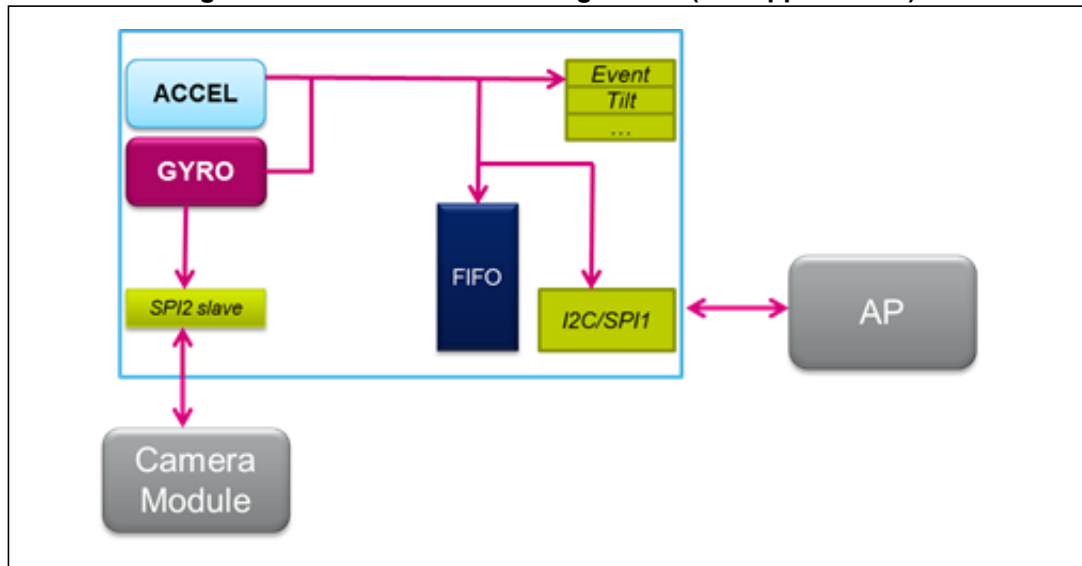 ACCEL
GYRO
Event
Tilt
...
FIFO
SPI2 slave
I2C/SPI1
AP
Camera
Module